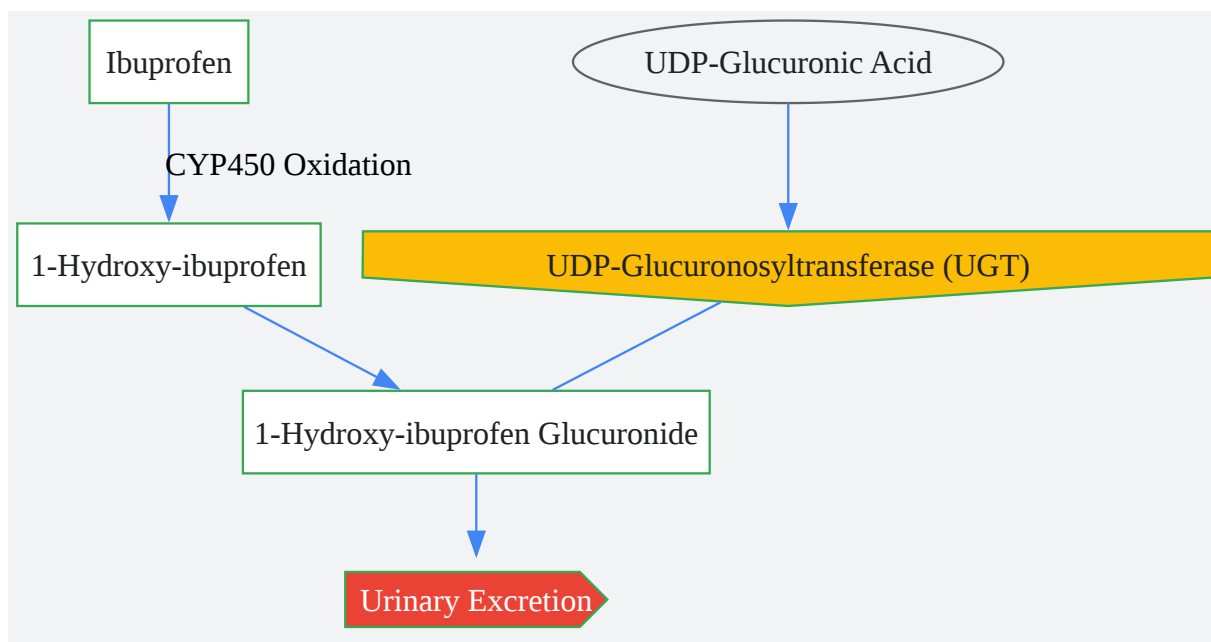 Ibuprofen
UDP-Glucuronic Acid
CYP450 Oxidation
1-Hydroxy-ibuprofen
UDP-Glucuronosyltransferase (UGT)
1-Hydroxy-ibuprofen Glucuronide
Urinary Excretion